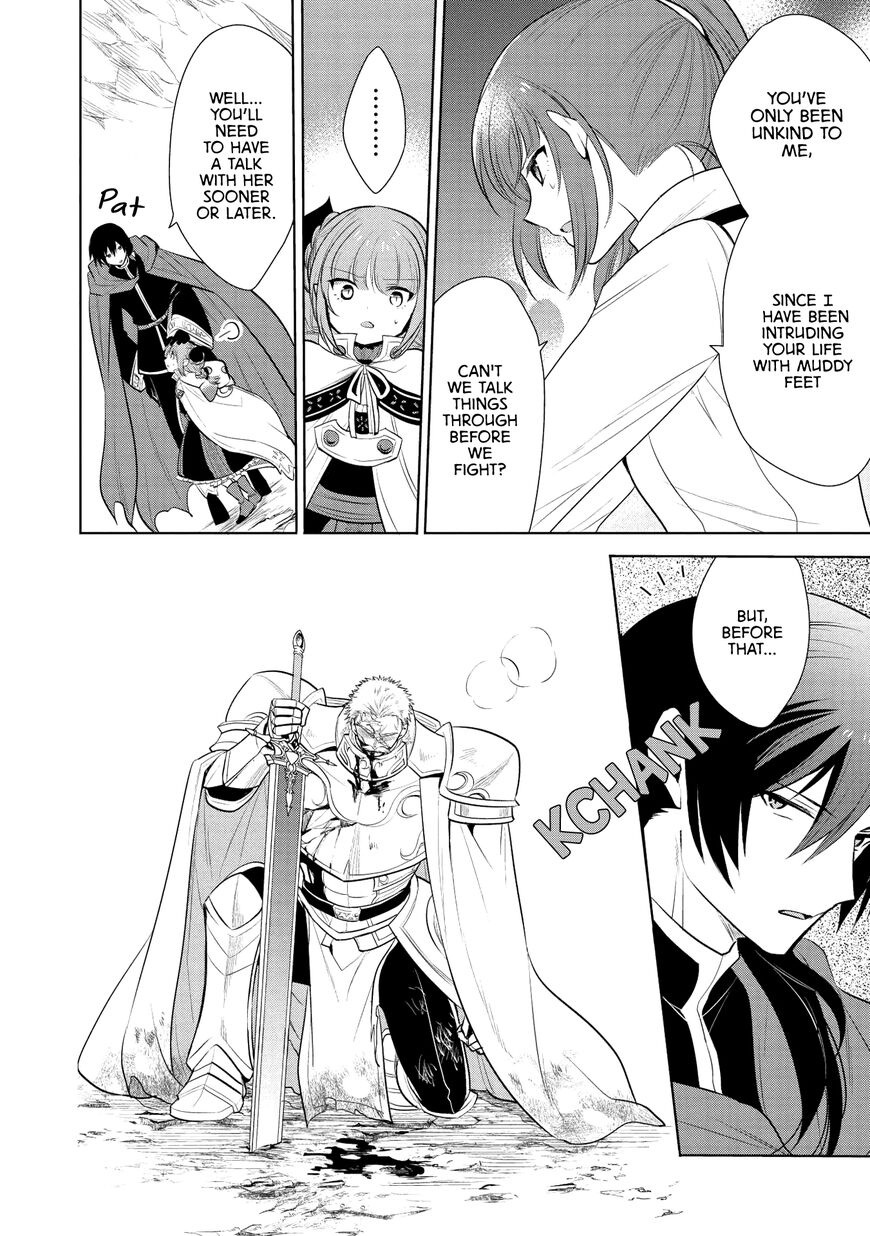 YOU'VE
ONLY BEEN
UNKIND TO
ME,
SINCE I
HAVE BEEN
INTRUDING
YOUR LIFE
WITH MUDDY
FEET
CAN'T
WE TALK
THINGS
THROUGH
BEFORE
WE
FIGHT?
.........
WELL...
YOU'LL
NEED
TO HAVE
A TALK
WITH HER
SOONER
OR LATER.
Pat
BUT,
BEFORE
THAT...
KCHANK